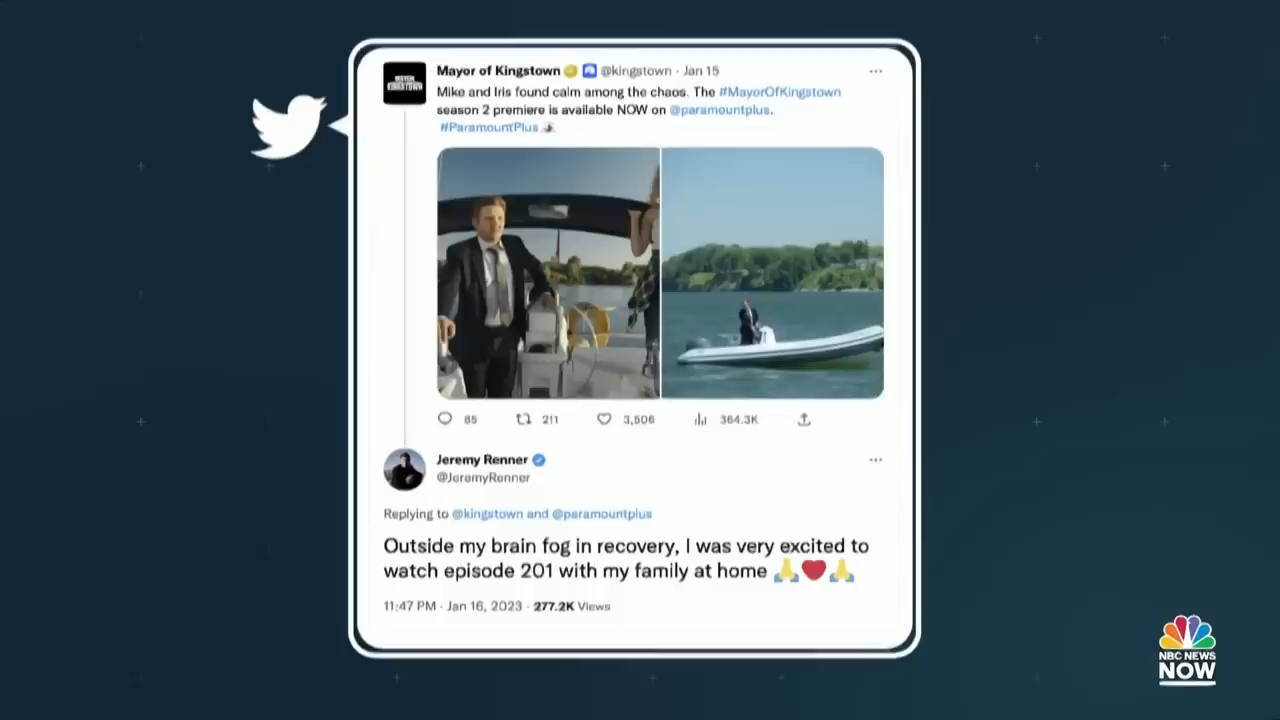 Mayor of Kingstown @kingstown · Jan 15
Mike and Iris found calm among the chaos. The #MayorOfKingstown
season 2 premiere is available NOW on @paramountplus.
#ParamountPlus
MAYOR
KINGSTOWN
85 211 3,506 364.3K
Jeremy Renner
@JeremyRenner
Replying to @kingstown and @paramountplus
Outside my brain fog in recovery, I was very excited to
watch episode 201 with my family at home 🙏❤️🙏
11:47 PM · Jan 16, 2023 · 277.2K Views
NBC NEWS
NOW